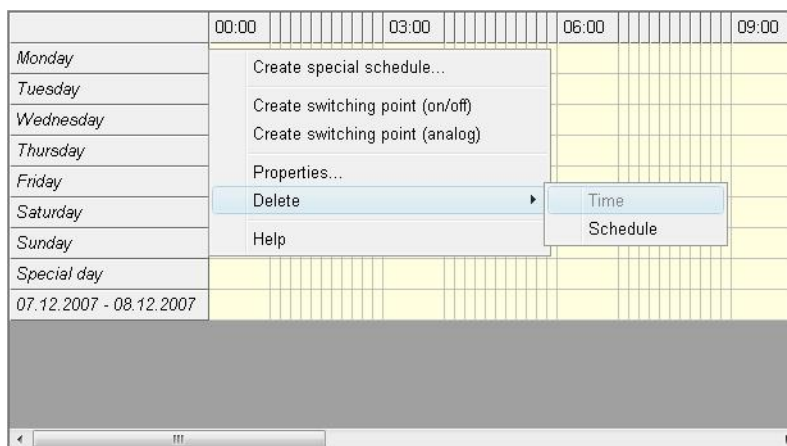 00:00 03:00 06:00 09:00
Monday
Tuesday
Wednesday
Thursday
Friday
Saturday
Sunday
Special day
07.12.2007 - 08.12.2007
Create special schedule...
Create switching point (on/off)
Create switching point (analog)
Properties...
Delete
Help
Time
Schedule